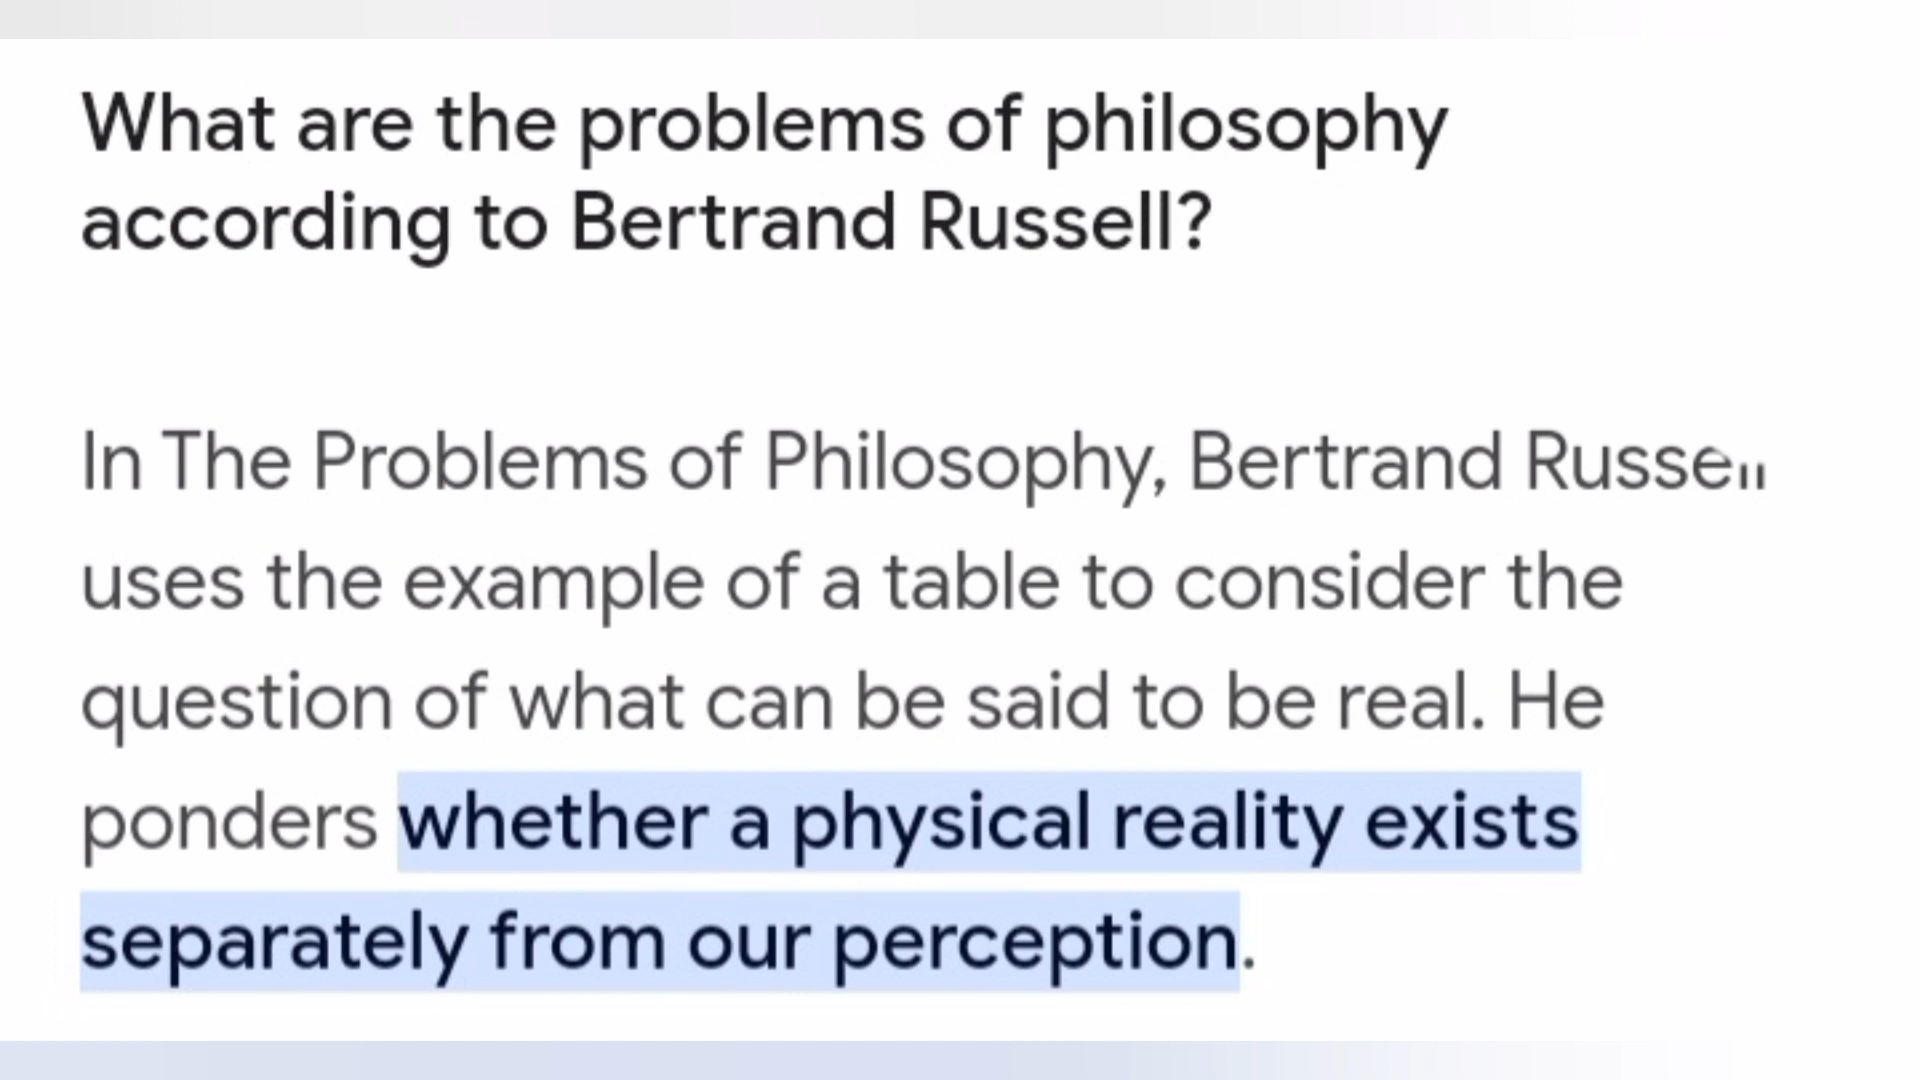 What are the problems of philosophy
according to Bertrand Russell?
In The Problems of Philosophy, Bertrand Russell
uses the example of a table to consider the
question of what can be said to be real. He
ponders whether a physical reality exists
separately from our perception.